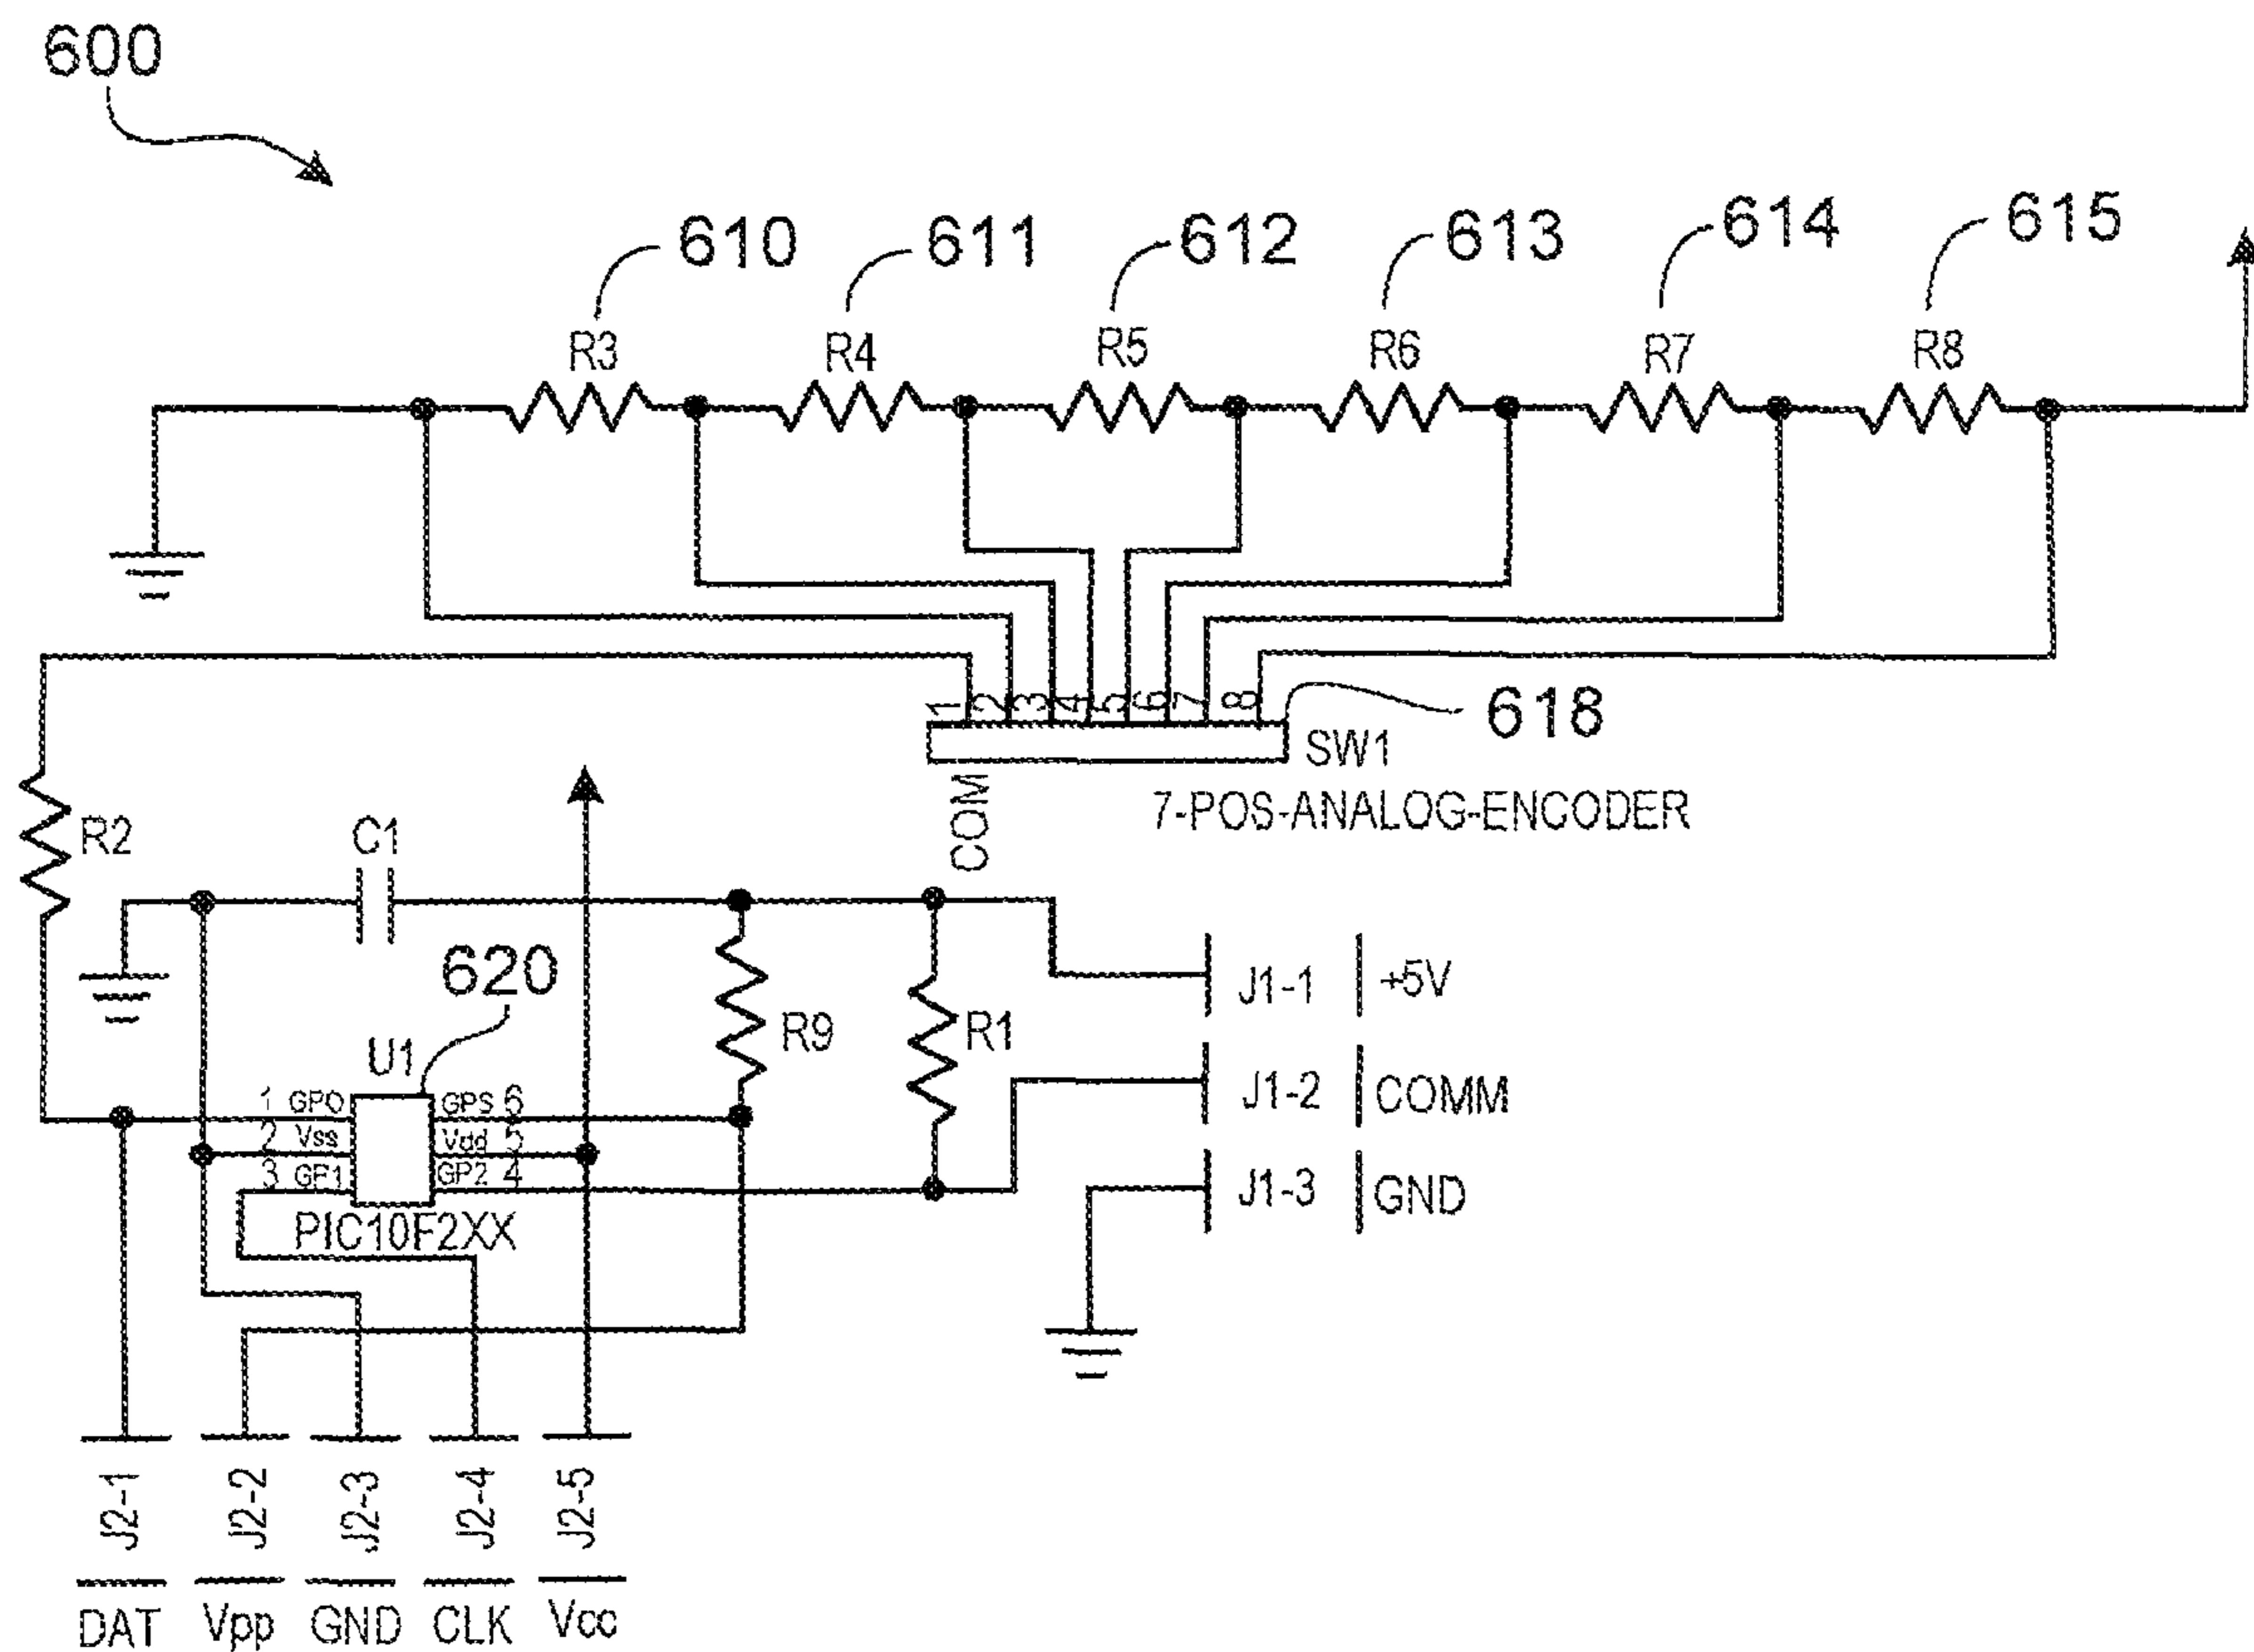 600
610 611 612 613 614 615
R3 R4 R5 R6 R7 R8
1 2 3 4 5 6 7 8
618
SW1
COM
7-POS-ANALOG-ENCODER
R2
C1
620
J1-1 +5V
R9 R1
U1
J1-2 COMM
1 GPO GPS 6
2 Vss Vdd 5
3 GP1 GP2 4
J1-3 GND
PIC10F2XX
J2-1 J2-2 J2-3 J2-4 J2-5
DAT Vpp GND CLK Vcc